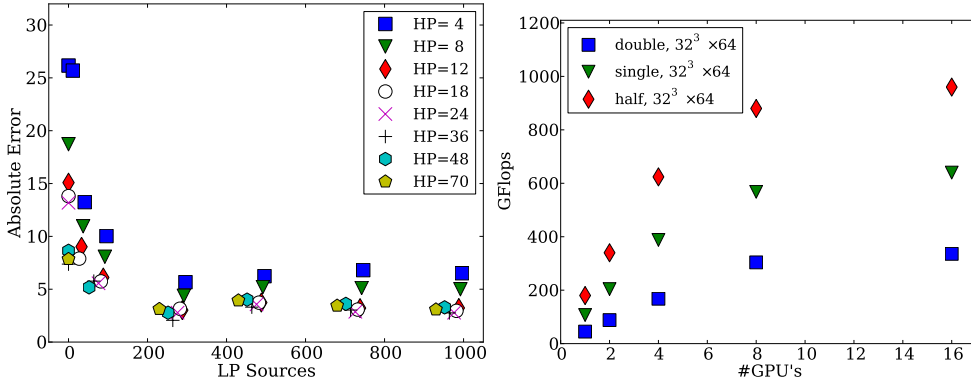 30
25
20
15
10
5
0
Absolute Error
0 200 400 600 800 1000
LP Sources
HP= 4
HP= 8
HP=12
HP=18
HP=24
HP=36
HP=48
HP=70
1200
1000
800
600
400
200
0
GFlops
0 2 4 6 8 10 12 14 16
#GPU's
double, 32³ ×64
single, 32³ ×64
half, 32³ ×64